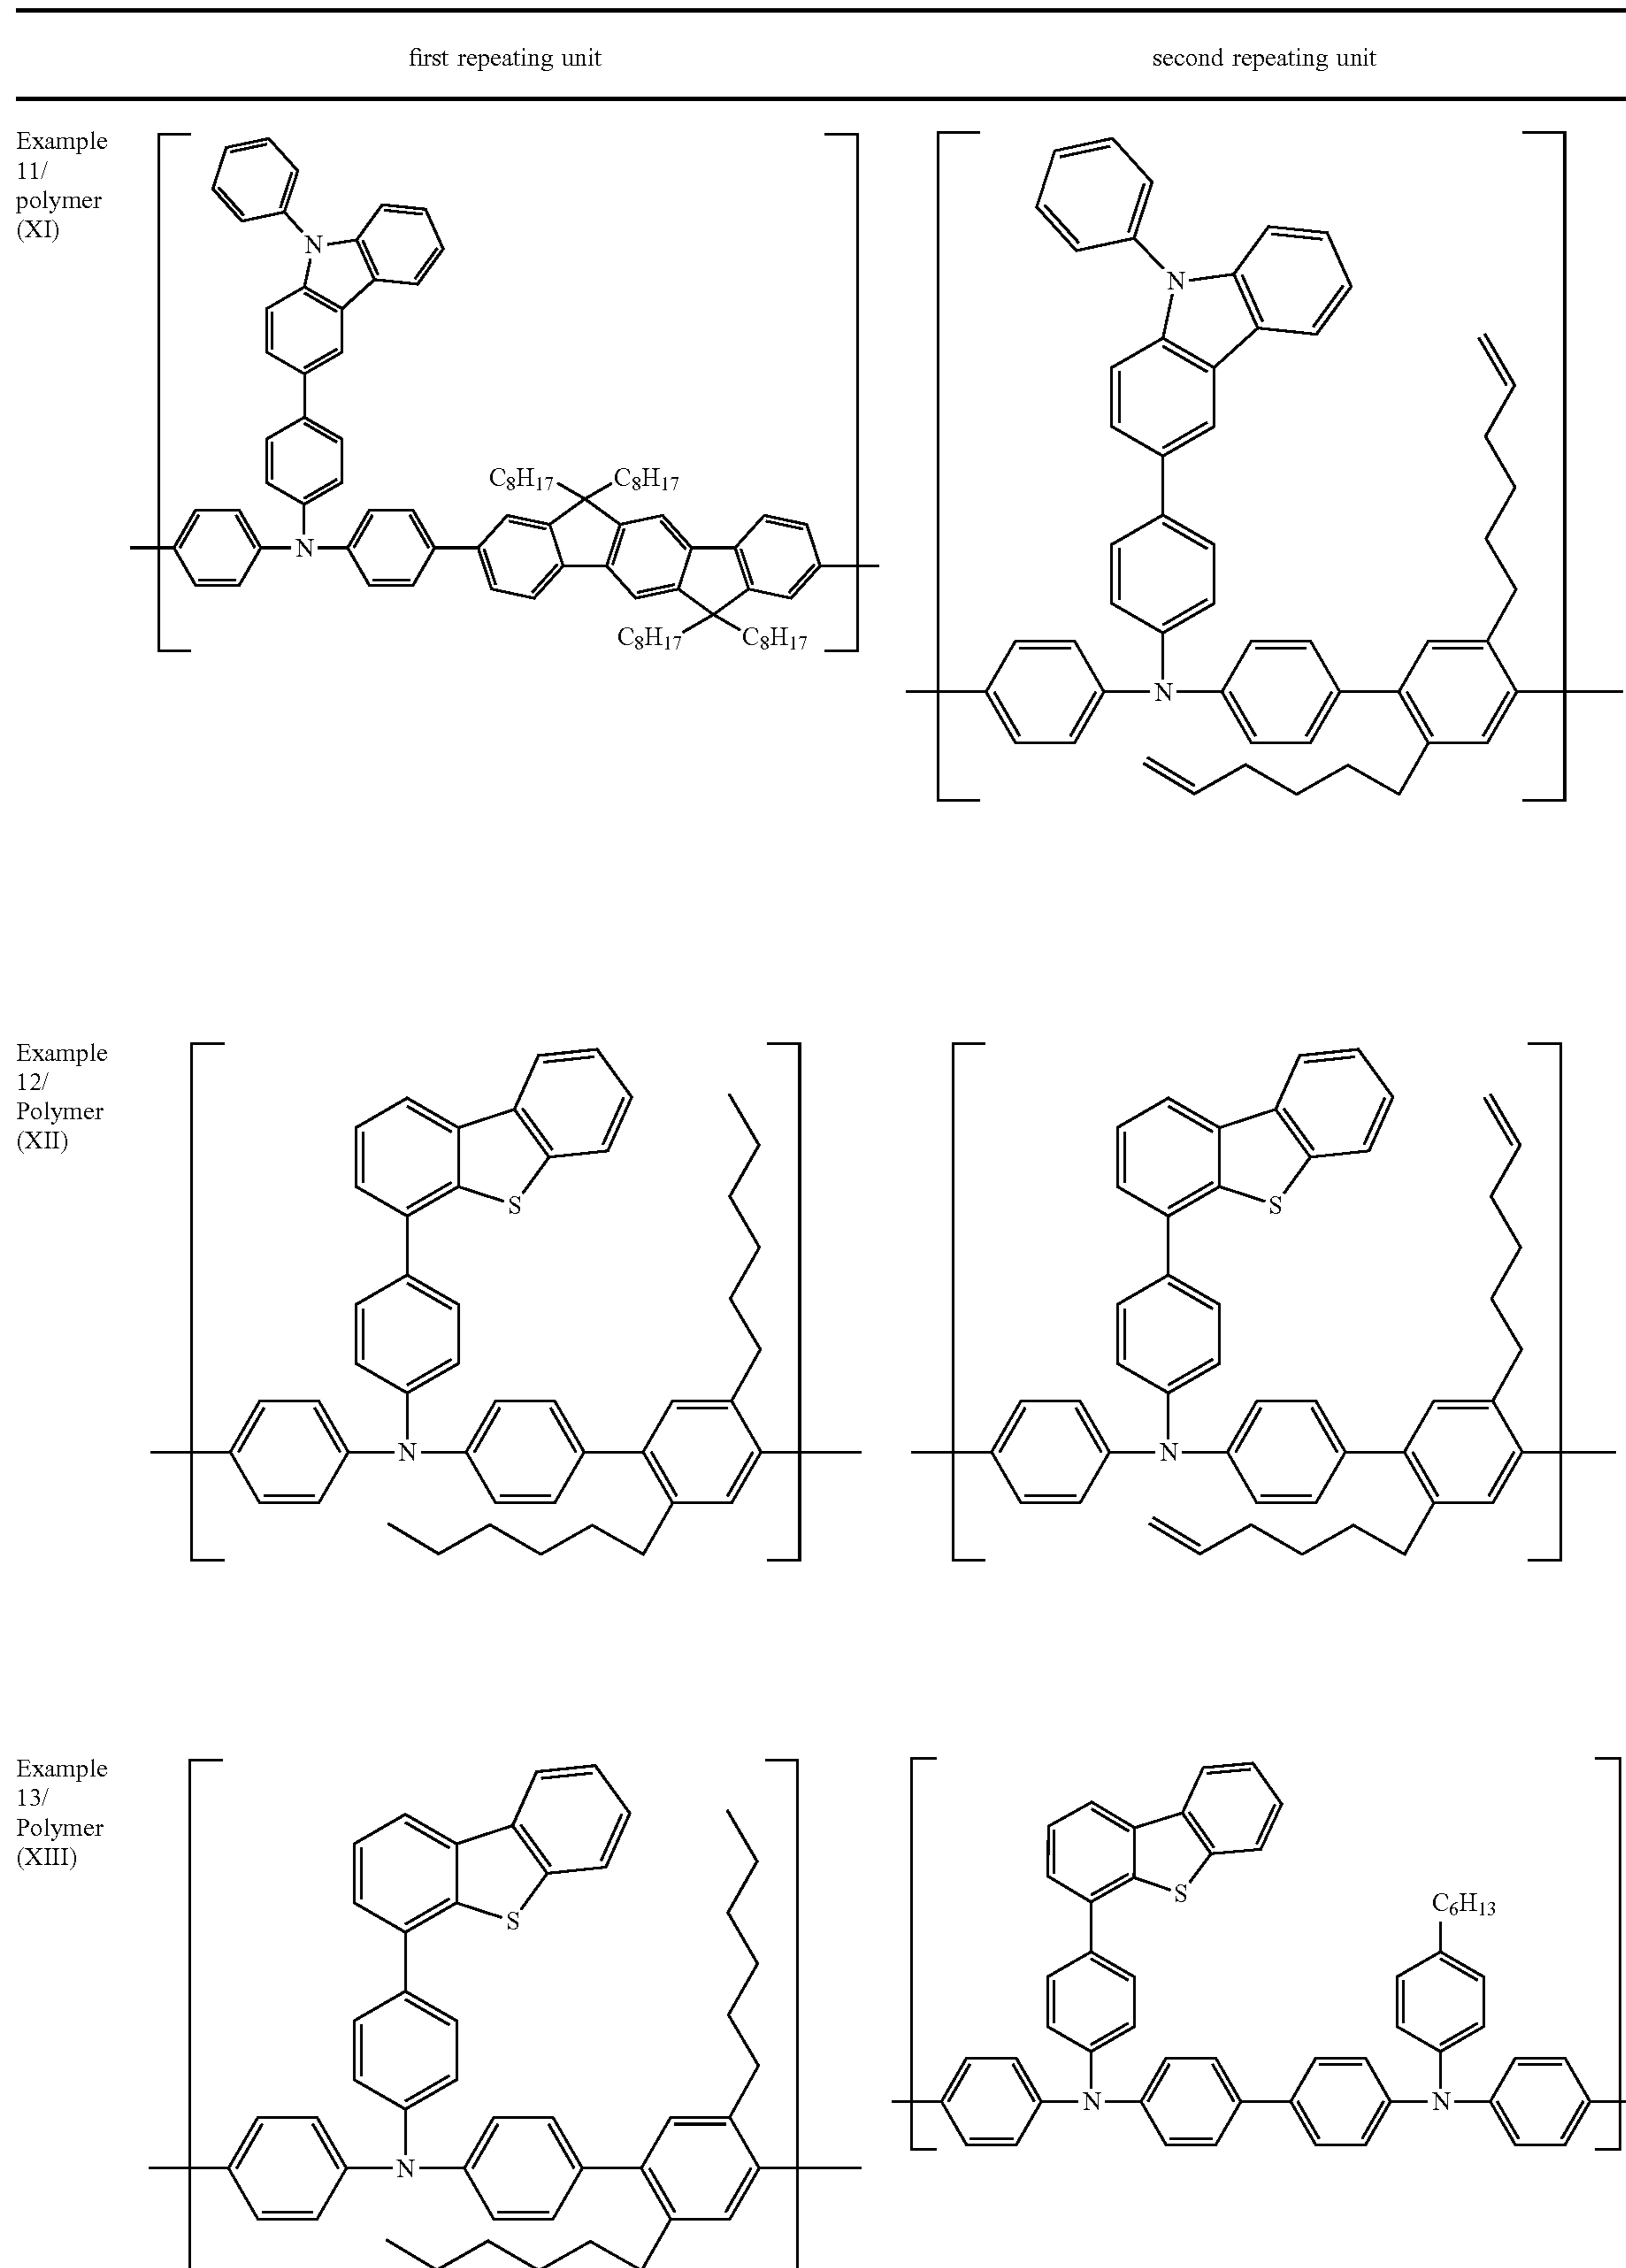 first repeating unit second repeating unit
Example
11/
polymer
(XI)
N
N
C8H17 C8H17
N
C8H17 C8H17
N
Example
12/
Polymer
(XII)
S
S
N
N
Example
13/
Polymer
(XIII)
S
S
C6H13
N
N
N